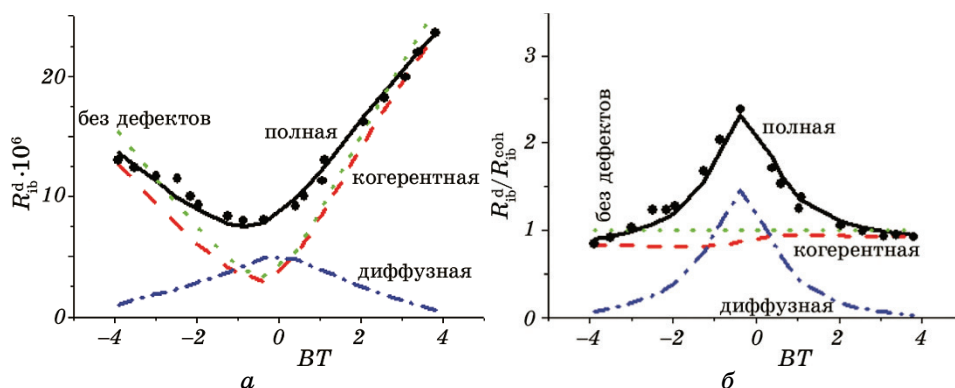 20
10
0
R_ib^d·10^6
без дефектов
полная
когерентная
диффузная
−4
−2
0
2
4
BT
а
3
2
1
0
R_ib^d/R_ib^coh
без дефектов
полная
когерентная
диффузная
−4
−2
0
2
4
BT
б